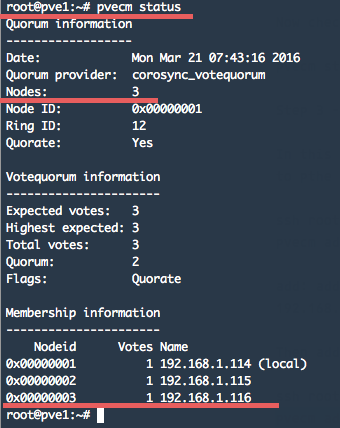 root@pve1:~# pvecm status
Quorum information
------------------
Date:             Mon Mar 21 07:43:16 2016
Quorum provider:  corosync_votequorum
Nodes:            3
Node ID:          0x00000001
Ring ID:          12
Quorate:          Yes

Votequorum information
----------------------
Expected votes:   3
Highest expected: 3
Total votes:      3
Quorum:           2
Flags:            Quorate

Membership information
----------------------
    Nodeid      Votes Name
0x00000001          1 192.168.1.114 (local)
0x00000002          1 192.168.1.115
0x00000003          1 192.168.1.116
root@pve1:~#